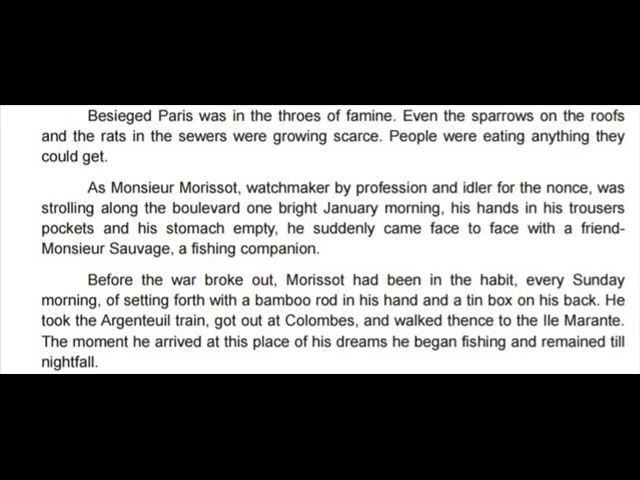 Besieged Paris was in the throes of famine. Even the sparrows on the roofs
and the rats in the sewers were growing scarce. People were eating anything they
could get.
As Monsieur Morissot, watchmaker by profession and idler for the nonce, was
strolling along the boulevard one bright January morning, his hands in his trousers
pockets and his stomach empty, he suddenly came face to face with a friend-
Monsieur Sauvage, a fishing companion.
Before the war broke out, Morissot had been in the habit, every Sunday
morning, of setting forth with a bamboo rod in his hand and a tin box on his back. He
took the Argenteuil train, got out at Colombes, and walked thence to the Ile Marante.
The moment he arrived at this place of his dreams he began fishing and remained till
nightfall.